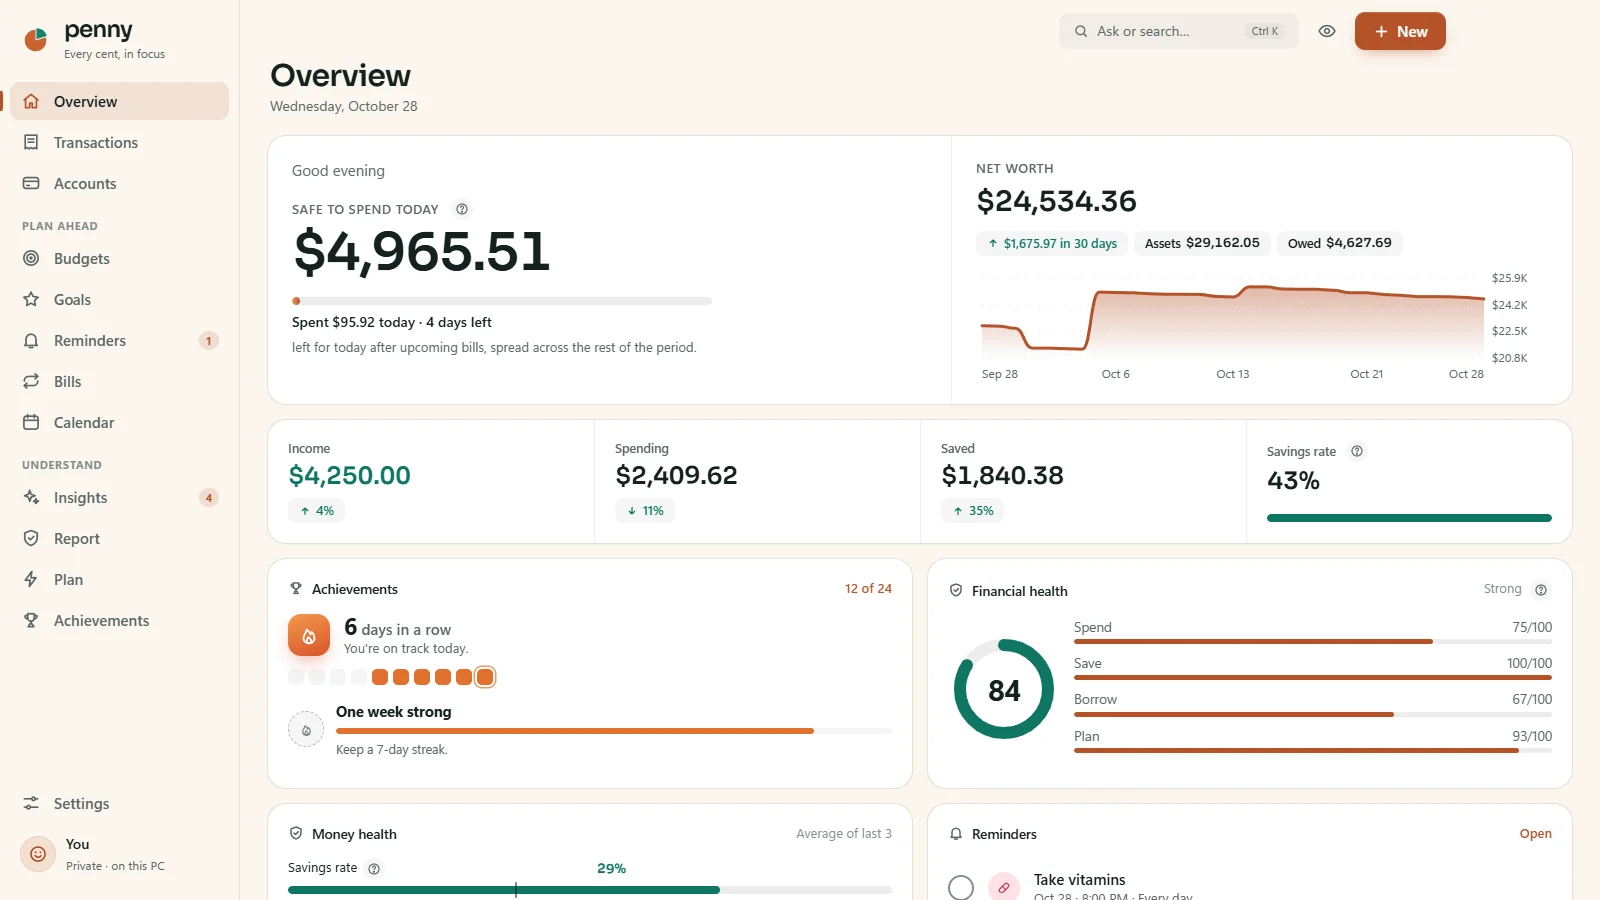 penny
Every cent, in focus
Overview
Transactions
Accounts
PLAN AHEAD
Budgets
Goals
Reminders 1
Bills
Calendar
UNDERSTAND
Insights 4
Report
Plan
Achievements
Settings
You
Private · on this PC
Ask or search... Ctrl K
+ New
Overview
Wednesday, October 28
Good evening
SAFE TO SPEND TODAY
$4,965.51
Spent $95.92 today · 4 days left
left for today after upcoming bills, spread across the rest of the period.
NET WORTH
$24,534.36
↑ $1,675.97 in 30 days Assets $29,162.05 Owed $4,627.69
$25.9K
$24.2K
$22.5K
$20.8K
Sep 28 Oct 6 Oct 13 Oct 21 Oct 28
Income
$4,250.00
↑ 4%
Spending
$2,409.62
↓ 11%
Saved
$1,840.38
↑ 35%
Savings rate
43%
Achievements 12 of 24
6 days in a row
You're on track today.
One week strong
Keep a 7-day streak.
Financial health Strong
84
Spend 75/100
Save 100/100
Borrow 67/100
Plan 93/100
Money health Average of last 3
Savings rate 29%
Reminders Open
Take vitamins
Oct 28 · 8:00 PM · Every day